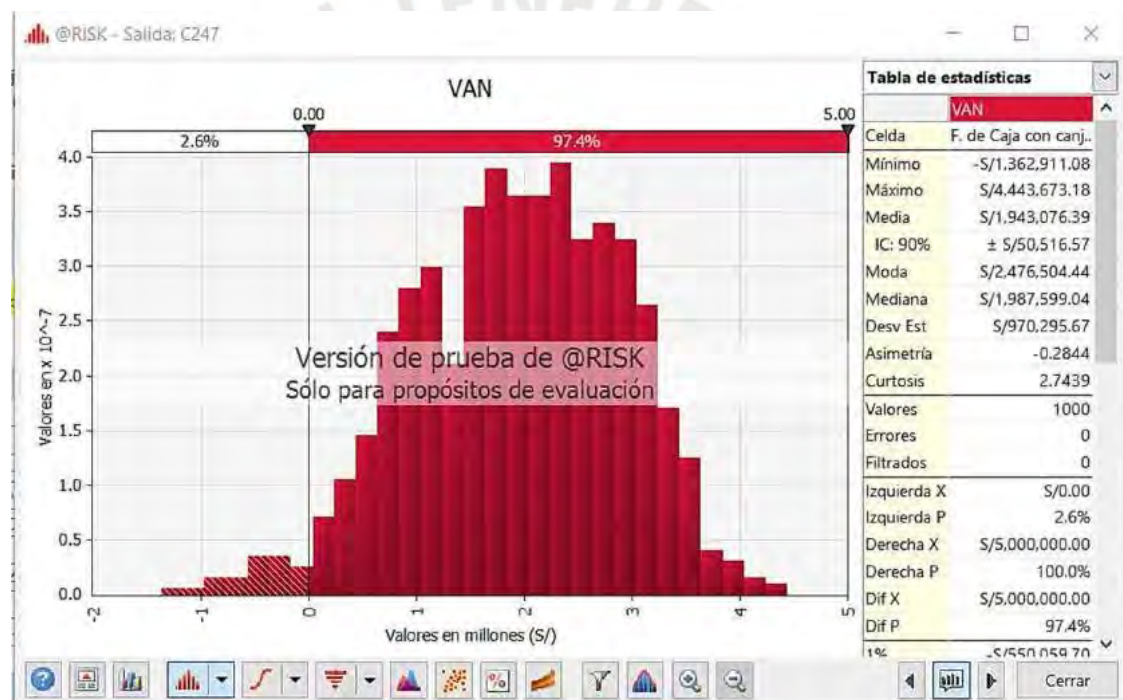 @RISK - Salida: C247
VAN
0.00
5.00
2.6%
97.4%
4.0
3.5
3.0
2.5
2.0
1.5
1.0
0.5
0.0
Valores en x 10^-7
-2
-1
0
1
2
3
4
5
Valores en millones (S/)
Versión de prueba de @RISK
Sólo para propósitos de evaluación
Tabla de estadísticas
VAN
Celda F. de Caja con canj..
Mínimo -S/1,362,911.08
Máximo S/4,443,673.18
Media S/1,943,076.39
IC: 90% ± S/50,516.57
Moda S/2,476,504.44
Mediana S/1,987,599.04
Desv Est S/970,295.67
Asimetría -0.2844
Curtosis 2.7439
Valores 1000
Errores 0
Filtrados 0
Izquierda X S/0.00
Izquierda P 2.6%
Derecha X S/5,000,000.00
Derecha P 100.0%
Dif X S/5,000,000.00
Dif P 97.4%
1% -S/550,059.70
Cerrar